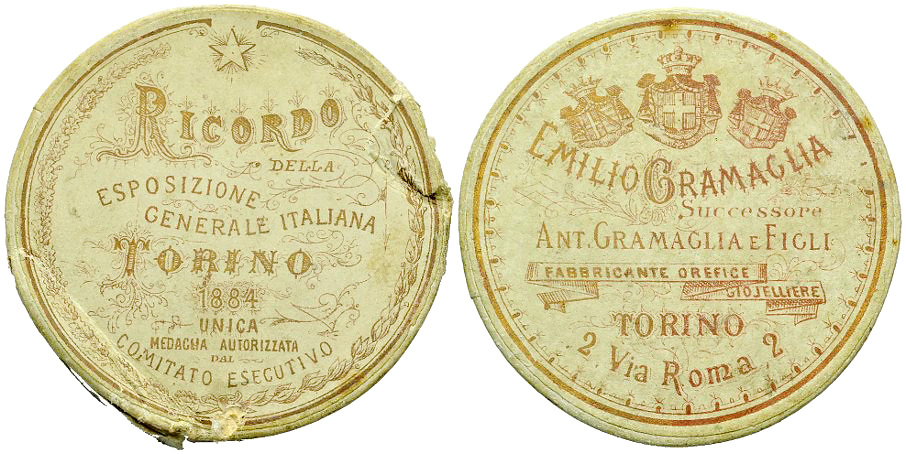 RICORDO
DELLA
ESPOSIZIONE
GENERALE ITALIANA
TORINO
1884
UNICA
MEDAGLIA AUTORIZZATA
DAL
COMITATO ESECUTIVO
EMILIO GRAMAGLIA
Successore
ANT. GRAMAGLIA E FIGLI
FABBRICANTE OREFICE
GIOJELLIERE
TORINO
2 Via Roma 2